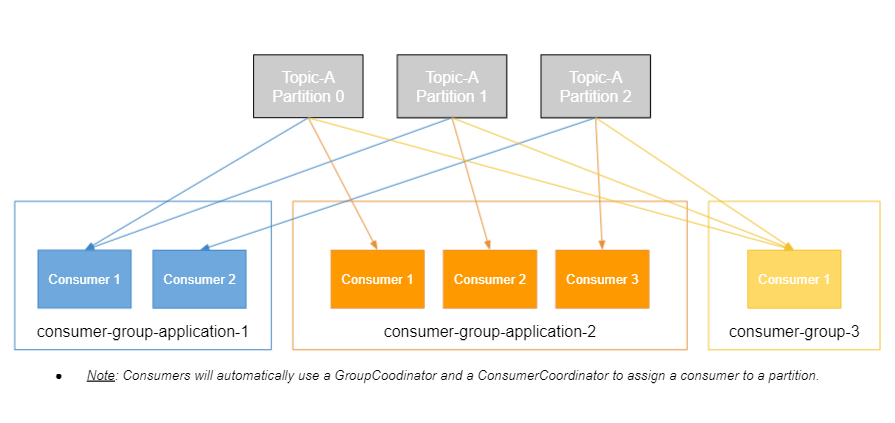 Topic-A
Partition 0
Topic-A
Partition 1
Topic-A
Partition 2
Consumer 1
Consumer 2
consumer-group-application-1
Consumer 1
Consumer 2
Consumer 3
consumer-group-application-2
Consumer 1
consumer-group-3
● Note: Consumers will automatically use a GroupCoodinator and a ConsumerCoordinator to assign a consumer to a partition.